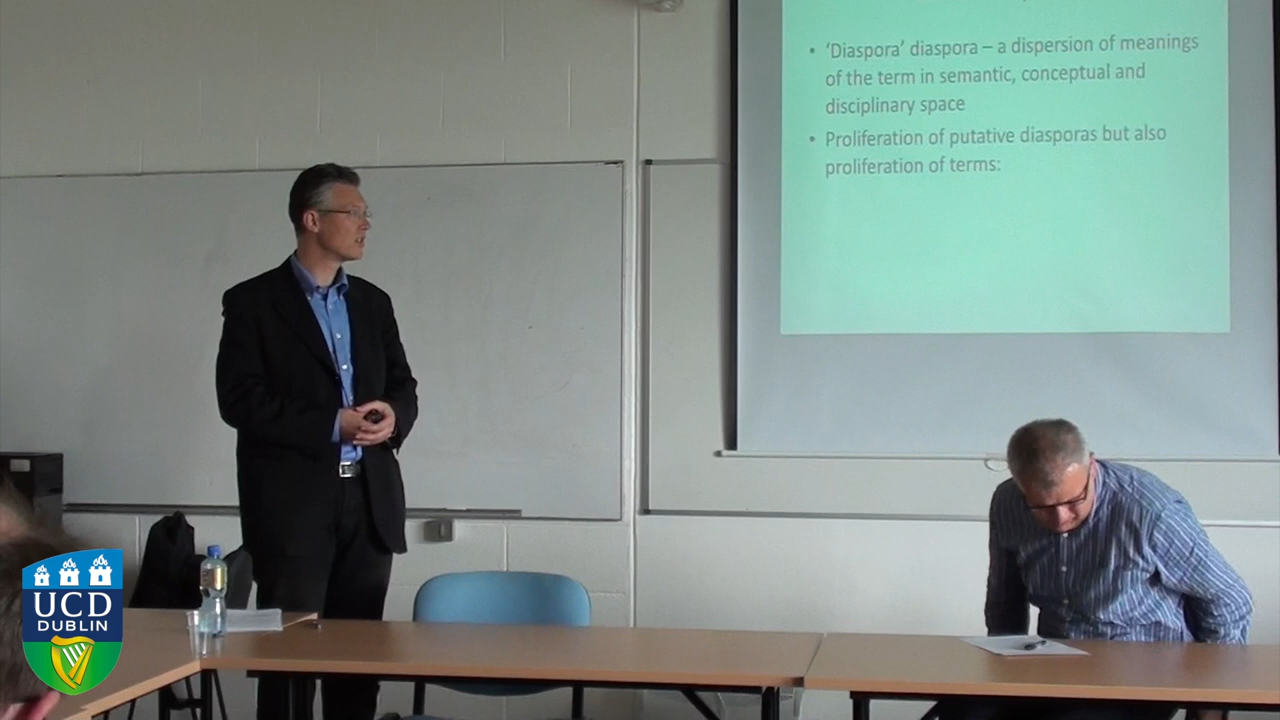 • ‘Diaspora’ diaspora – a dispersion of meanings
of the term in semantic, conceptual and
disciplinary space
• Proliferation of putative diasporas but also
proliferation of terms:
UCD
DUBLIN